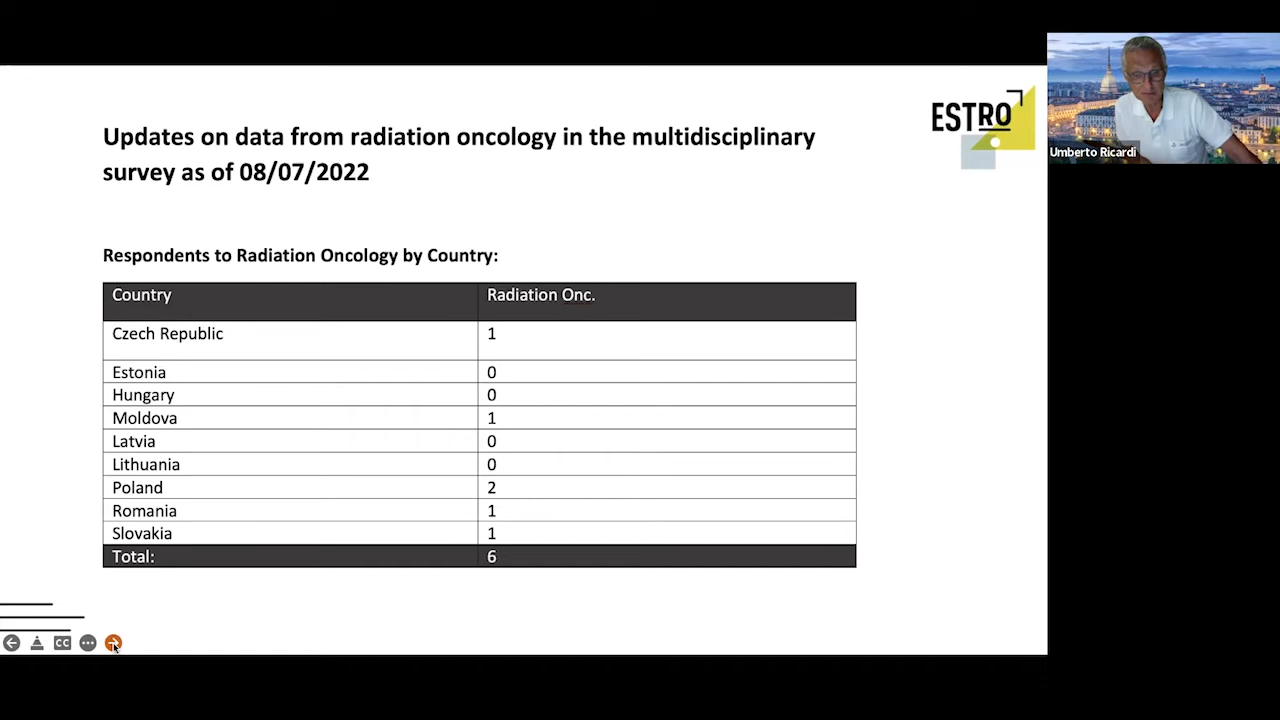 Updates on data from radiation oncology in the multidisciplinary
survey as of 08/07/2022
ESTRO
Umberto Ricardi
Respondents to Radiation Oncology by Country:
Country Radiation Onc.
Czech Republic 1
Estonia 0
Hungary 0
Moldova 1
Latvia 0
Lithuania 0
Poland 2
Romania 1
Slovakia 1
Total: 6
CC